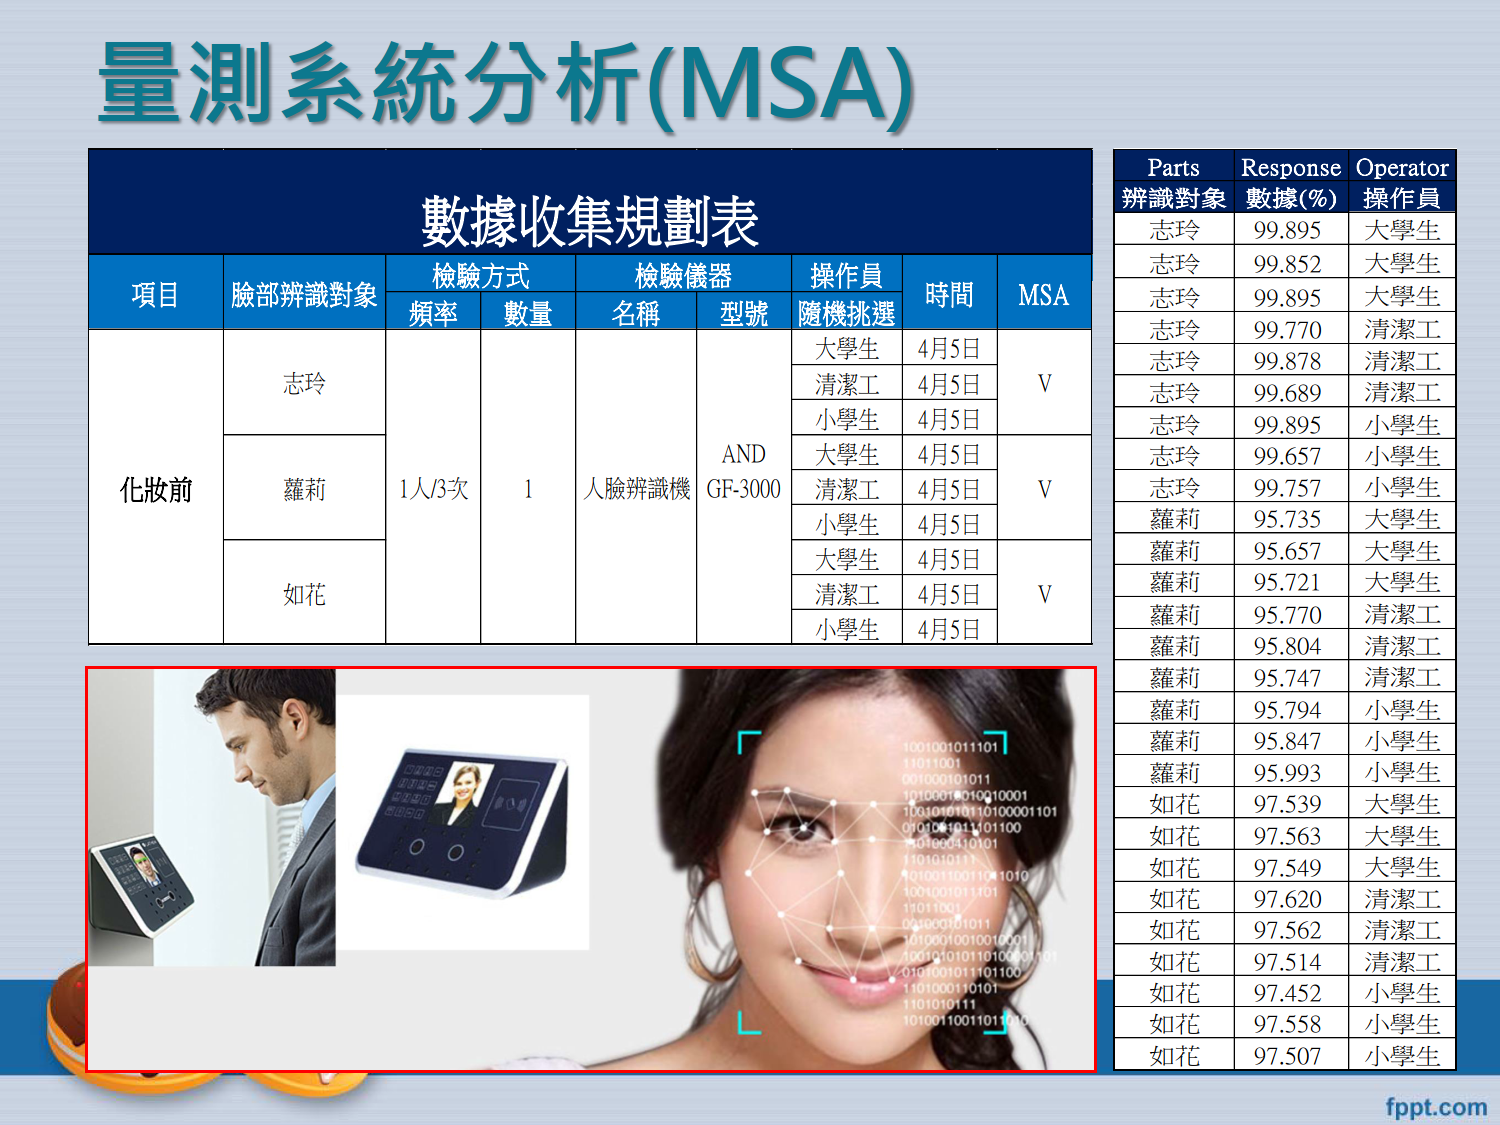 量測系統分析(MSA)
數據收集規劃表
項目 臉部辨識對象 檢驗方式 檢驗儀器 操作員 時間 MSA
頻率 數量 名稱 型號 隨機挑選
化妝前 志玲 1人/3次 1 人臉辨識機 AND GF-3000 大學生 4月5日 V
清潔工 4月5日
小學生 4月5日
蘿莉 大學生 4月5日 V
清潔工 4月5日
小學生 4月5日
如花 大學生 4月5日 V
清潔工 4月5日
小學生 4月5日
Parts Response Operator
辨識對象 數據(%) 操作員
志玲 99.895 大學生
志玲 99.852 大學生
志玲 99.895 大學生
志玲 99.770 清潔工
志玲 99.878 清潔工
志玲 99.689 清潔工
志玲 99.895 小學生
志玲 99.657 小學生
志玲 99.757 小學生
蘿莉 95.735 大學生
蘿莉 95.657 大學生
蘿莉 95.721 大學生
蘿莉 95.770 清潔工
蘿莉 95.804 清潔工
蘿莉 95.747 清潔工
蘿莉 95.794 小學生
蘿莉 95.847 小學生
蘿莉 95.993 小學生
如花 97.539 大學生
如花 97.563 大學生
如花 97.549 大學生
如花 97.620 清潔工
如花 97.562 清潔工
如花 97.514 清潔工
如花 97.452 小學生
如花 97.558 小學生
如花 97.507 小學生
1001001011101
11011001
001000101011
fppt.com